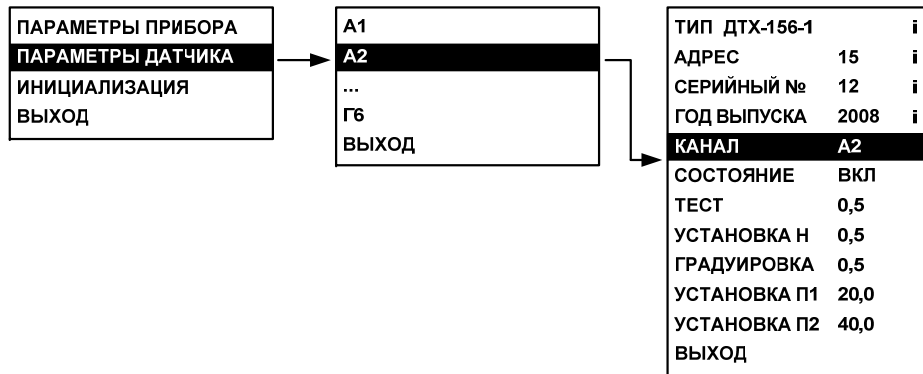 ПАРАМЕТРЫ ПРИБОРА
ПАРАМЕТРЫ ДАТЧИКА
ИНИЦИАЛИЗАЦИЯ
ВЫХОД
А1
А2
...
Г6
ВЫХОД
ТИП ДТХ-156-1 i
АДРЕС 15 i
СЕРИЙНЫЙ № 12 i
ГОД ВЫПУСКА 2008 i
КАНАЛ А2
СОСТОЯНИЕ ВКЛ
ТЕСТ 0,5
УСТАНОВКА Н 0,5
ГРАДУИРОВКА 0,5
УСТАНОВКА П1 20,0
УСТАНОВКА П2 40,0
ВЫХОД